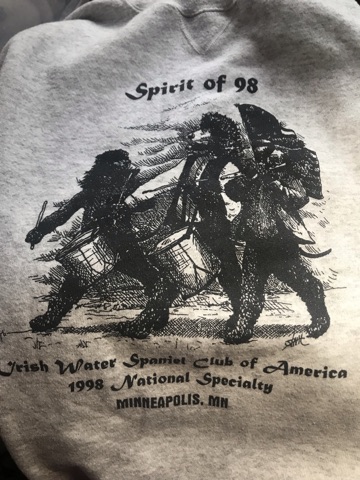 Spirit of 98
Irish Water Spaniel Club of America
1998 National Specialty
MINNEAPOLIS, MN